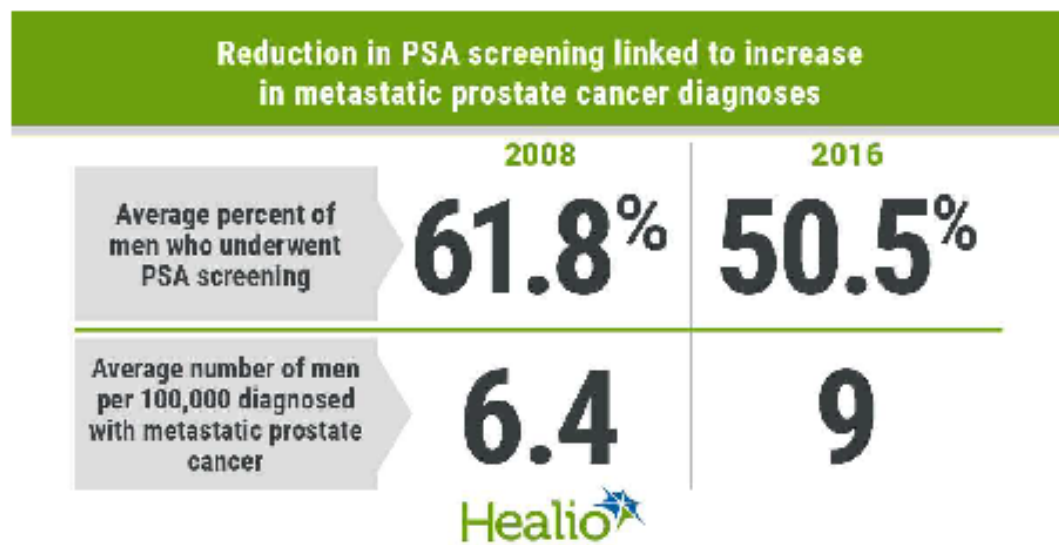 Reduction in PSA screening linked to increase
in metastatic prostate cancer diagnoses
2008 2016
Average percent of
men who underwent
PSA screening
61.8% 50.5%
Average number of men
per 100,000 diagnosed
with metastatic prostate
cancer
6.4 9
Healio